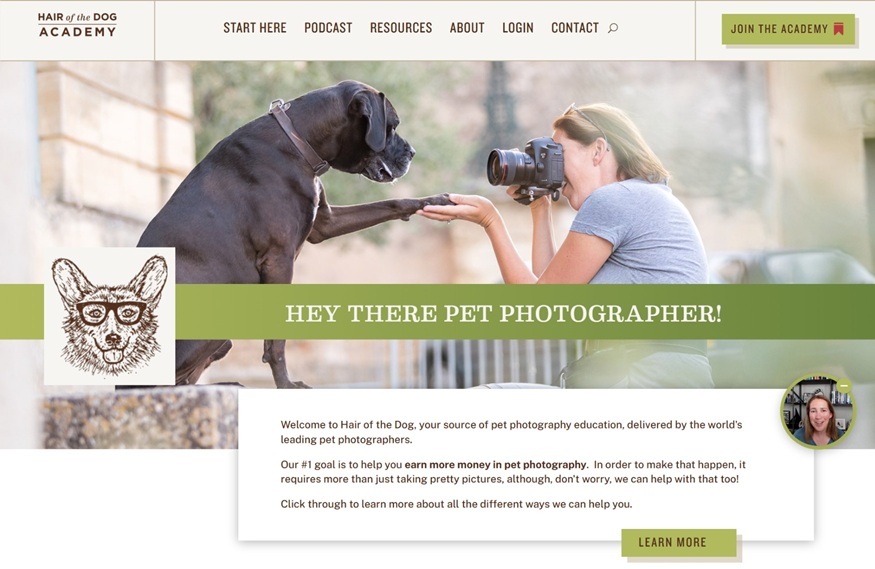 HAIR of the DOG
ACADEMY
START HERE
PODCAST
RESOURCES
ABOUT
LOGIN
CONTACT
JOIN THE ACADEMY
HEY THERE PET PHOTOGRAPHER!
Welcome to Hair of the Dog, your source of pet photography education, delivered by the world's
leading pet photographers.
Our #1 goal is to help you earn more money in pet photography.  In order to make that happen, it
requires more than just taking pretty pictures, although, don't worry, we can help with that too!
Click through to learn more about all the different ways we can help you.
LEARN MORE